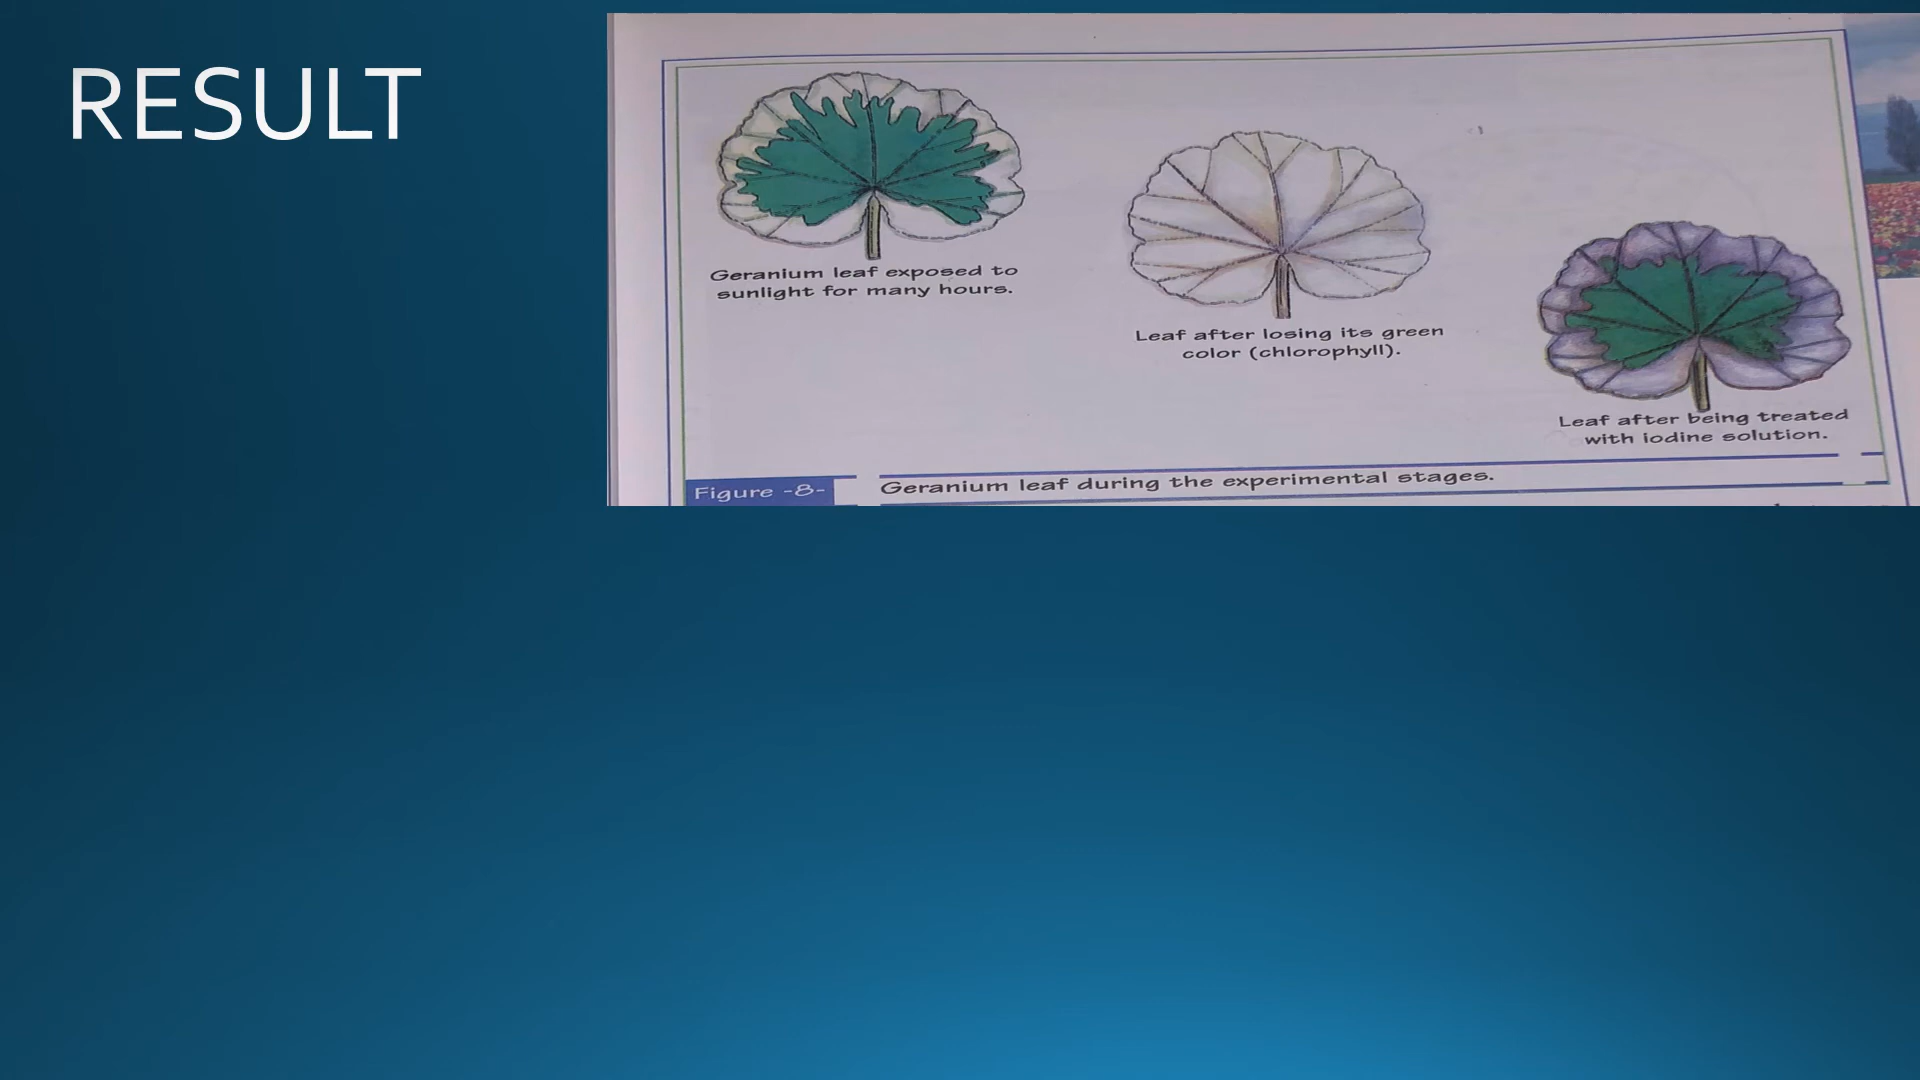 RESULT
Geranium leaf exposed to
sunlight for many hours.
Leaf after losing its green
color (chlorophyll).
Leaf after being treated
with iodine solution.
Figure -8-
Geranium leaf during the experimental stages.